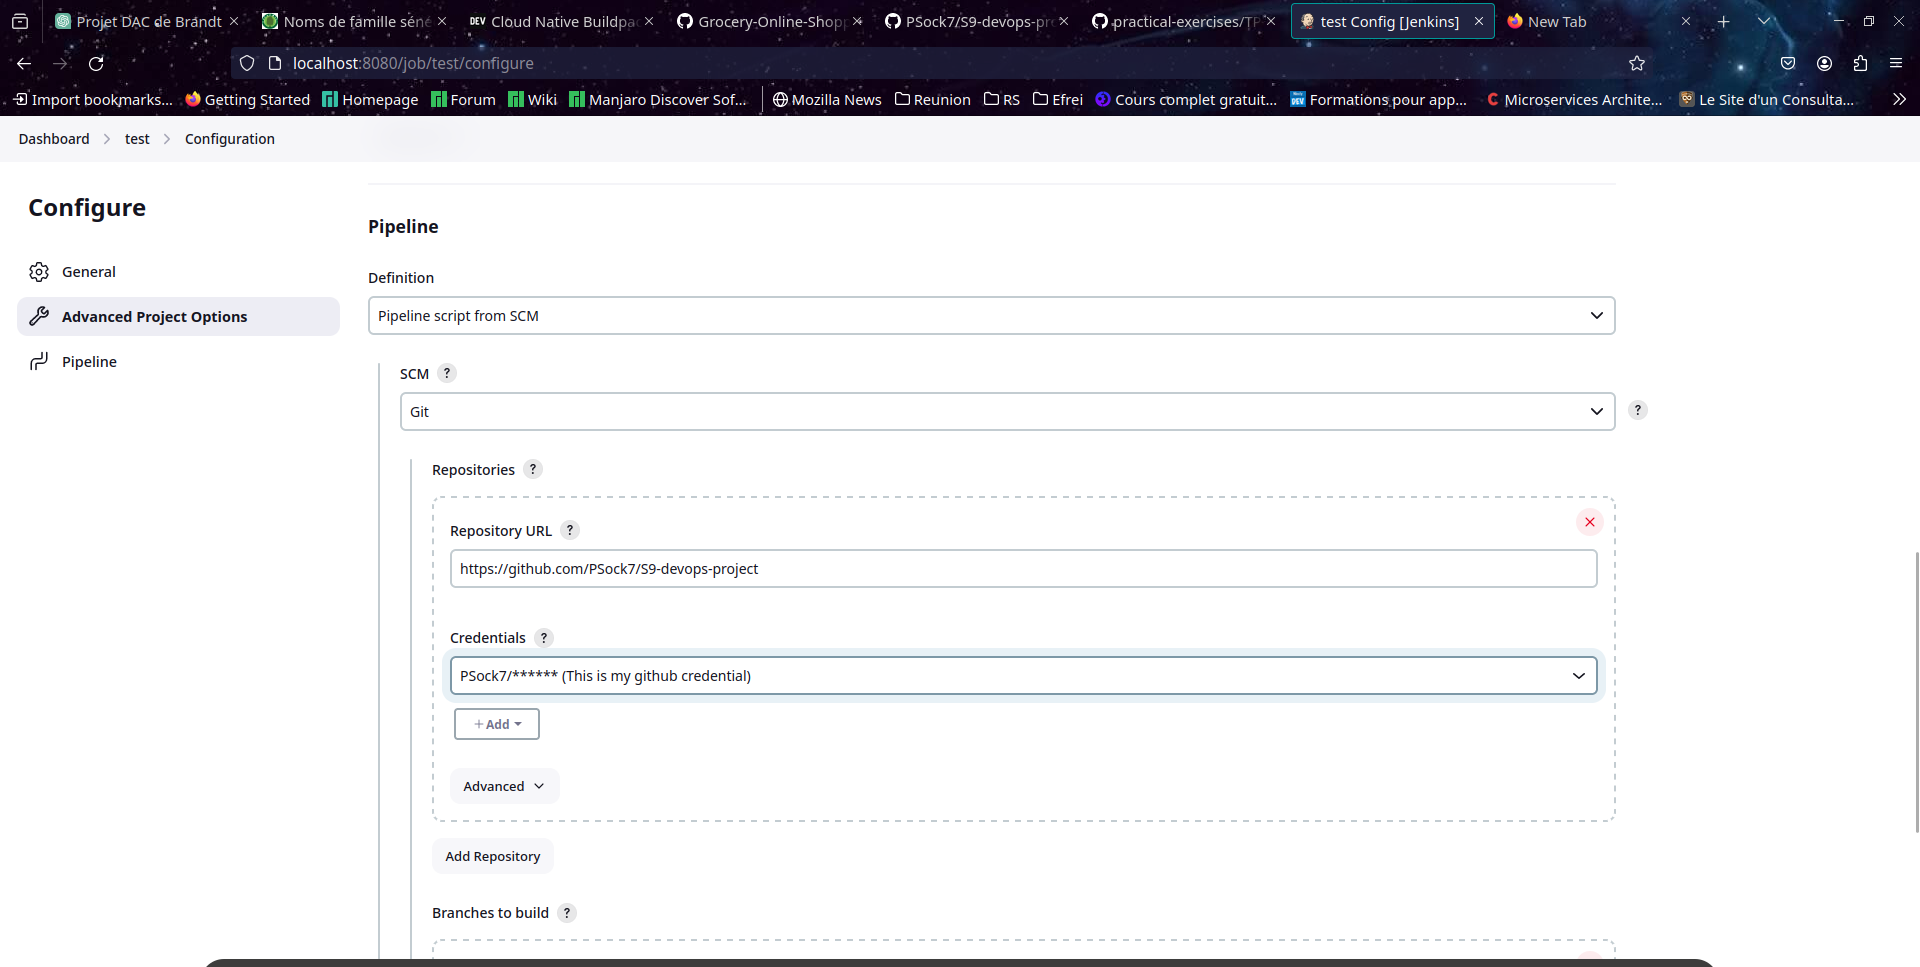 Projet DAC de Brandt
Noms de famille séné
DEV Cloud Native Buildpa
Grocery-Online-Shop
PSock7/S9-devops-pr
practical-exercises/TP
test Config [Jenkins]
New Tab
localhost:8080/job/test/configure
Import bookmarks...
Getting Started
Homepage
Forum
Wiki
Manjaro Discover Sof...
Mozilla News
Reunion
RS
Efrei
Cours complet gratuit...
Formations pour app...
Microservices Archite...
Le Site d'un Consulta...
Dashboard > test > Configuration
Configure
General
Advanced Project Options
Pipeline
Pipeline
Definition
Pipeline script from SCM
SCM ?
Git
?
Repositories ?
Repository URL ?
https://github.com/PSock7/S9-devops-project
Credentials ?
PSock7/****** (This is my github credential)
+ Add
Advanced
Add Repository
Branches to build ?